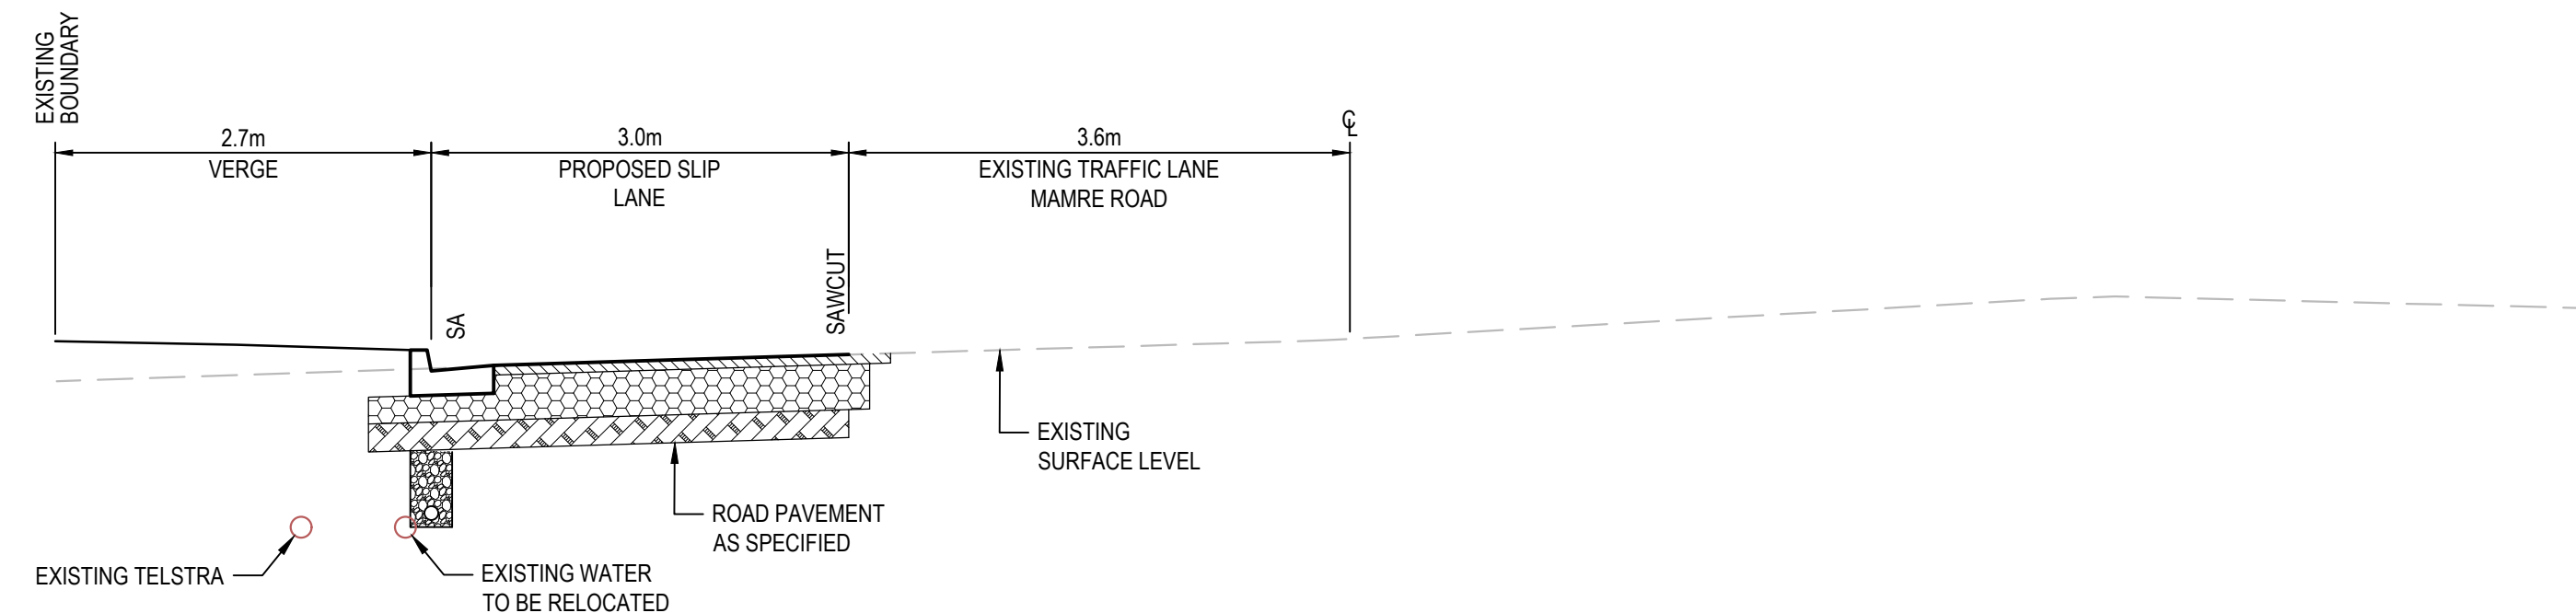 EXISTING
BOUNDARY
2.7m
VERGE
3.0m
PROPOSED SLIP
LANE
3.6m
EXISTING TRAFFIC LANE
MAMRE ROAD
℄
SA
SAWCUT
EXISTING
SURFACE LEVEL
ROAD PAVEMENT
AS SPECIFIED
EXISTING TELSTRA
EXISTING WATER
TO BE RELOCATED